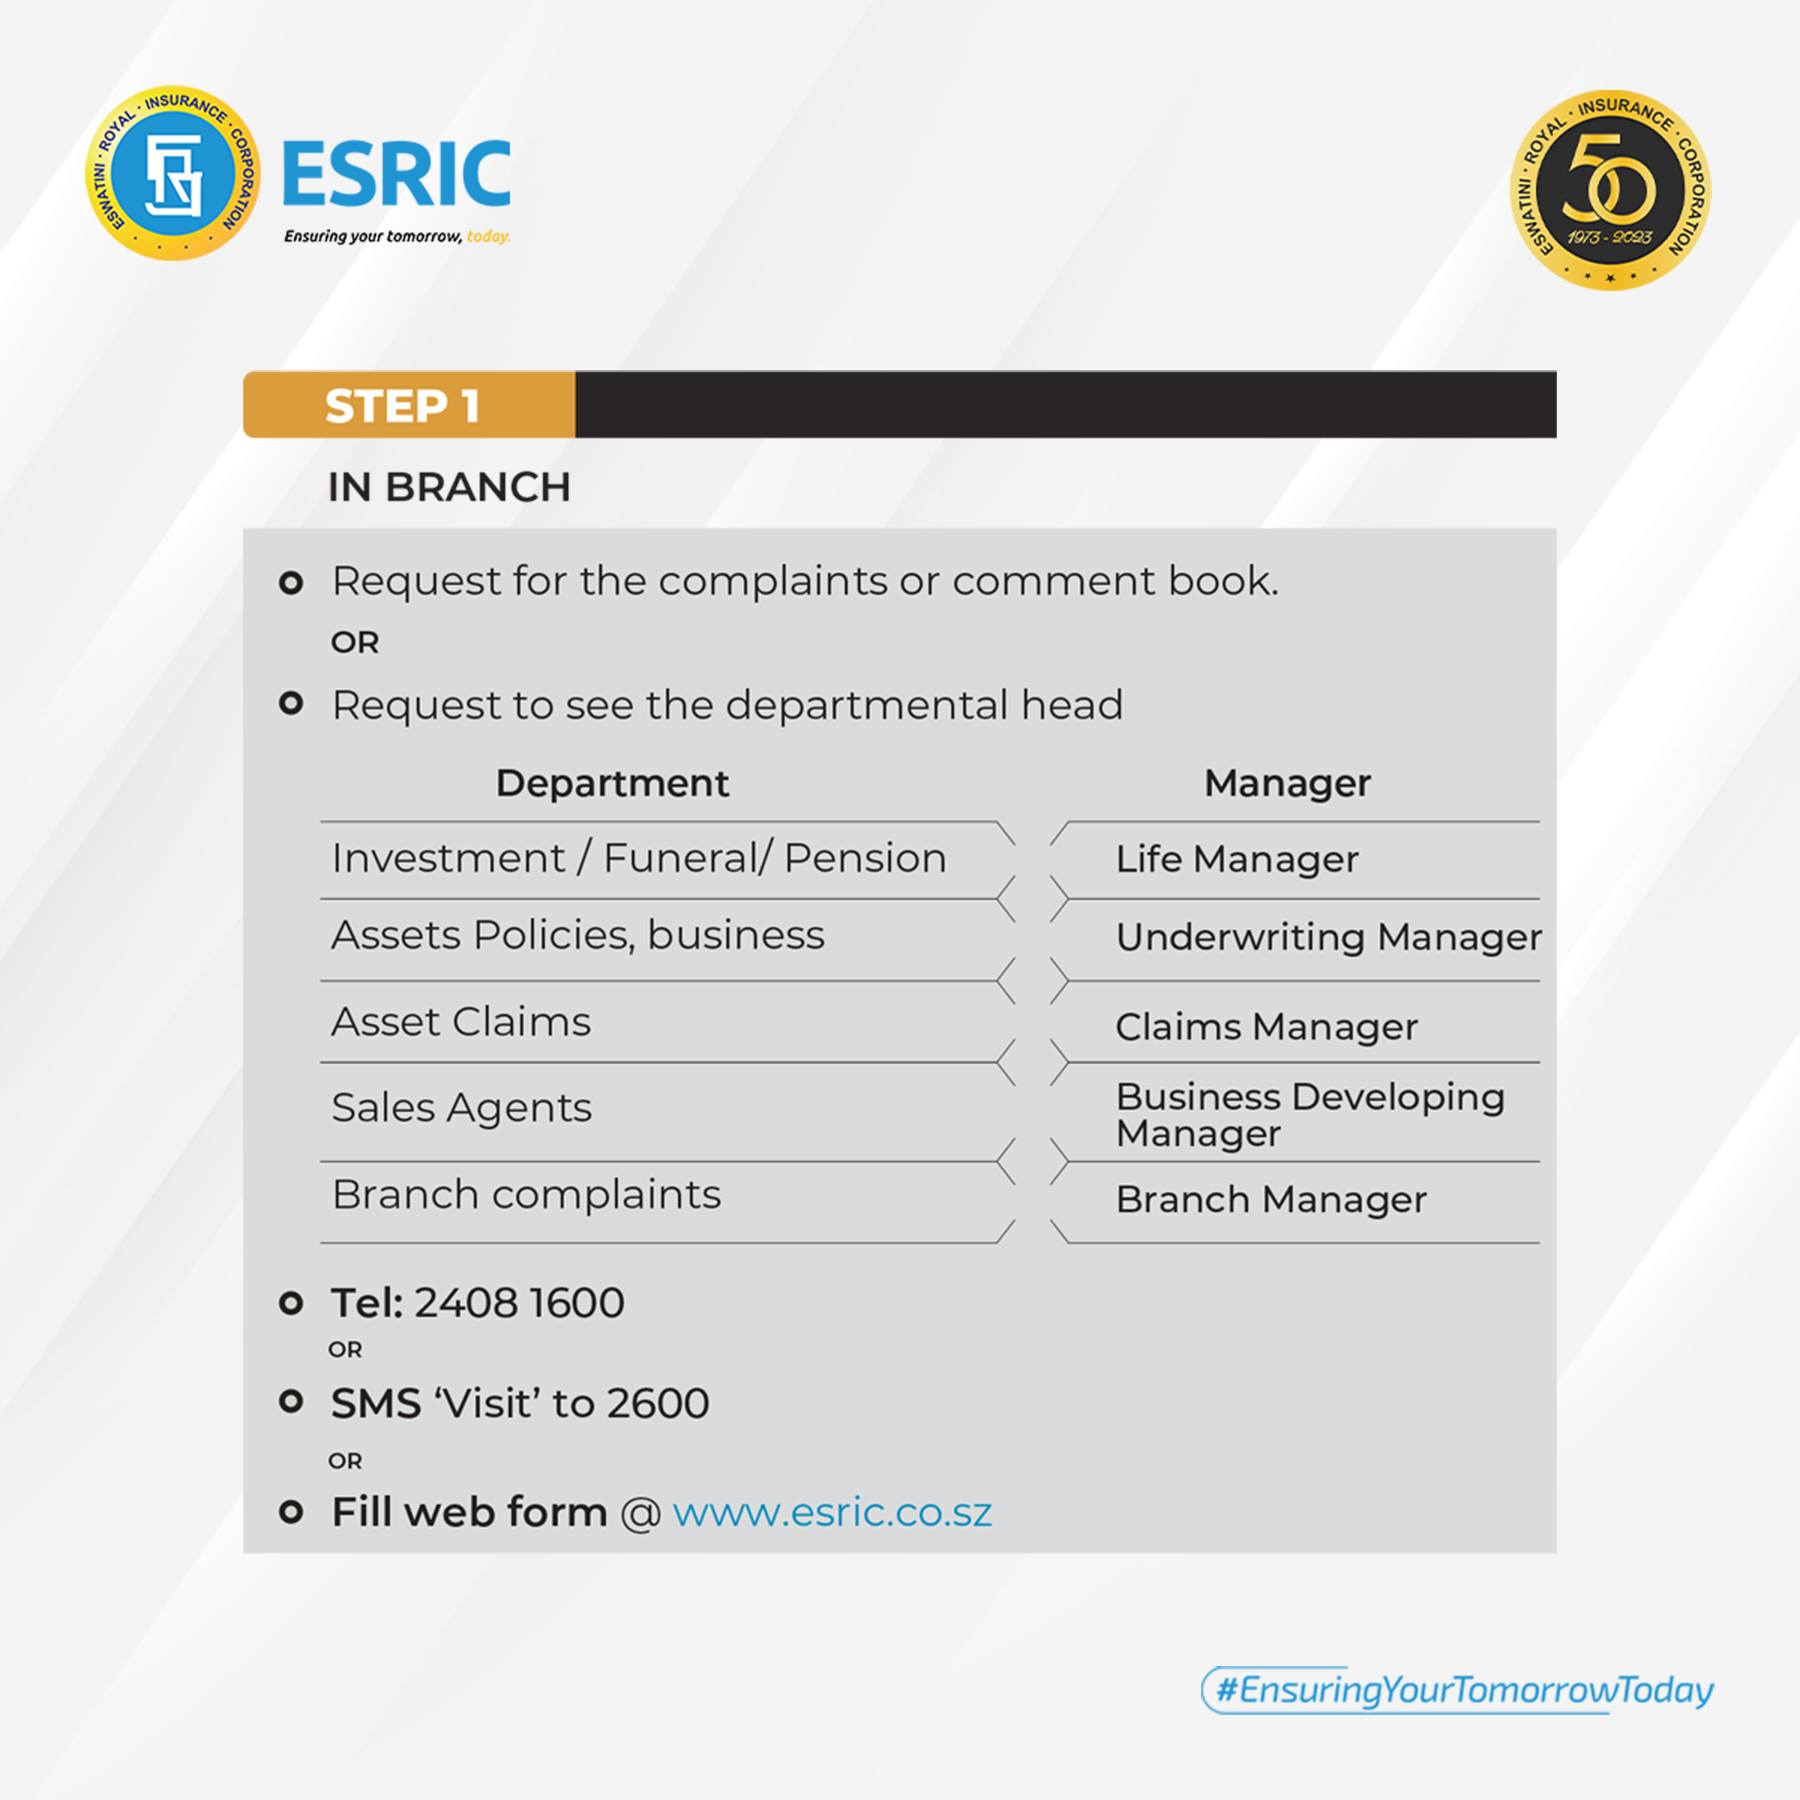 ESWATINI · ROYAL · INSURANCE · CORPORATION
ESRIC
Ensuring your tomorrow, today.
ESWATINI · ROYAL · INSURANCE · CORPORATION
50
1973 - 2023
STEP 1
IN BRANCH
Request for the complaints or comment book.
OR
Request to see the departmental head
Department Manager
Investment / Funeral/ Pension Life Manager
Assets Policies, business Underwriting Manager
Asset Claims Claims Manager
Sales Agents Business Developing
Manager
Branch complaints Branch Manager
Tel: 2408 1600
OR
SMS ‘Visit’ to 2600
OR
Fill web form @ www.esric.co.sz
#EnsuringYourTomorrowToday